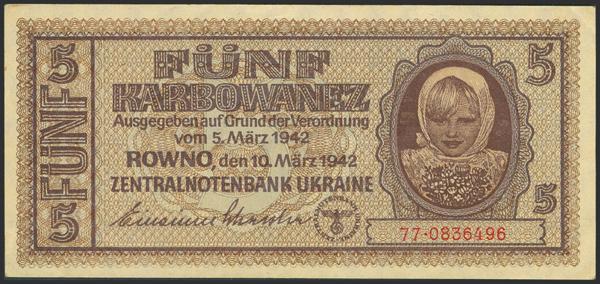 5 FÜNF 5
FÜNF
KARBOWANEZ
Ausgegeben auf Grund der Verordnung
vom 5. März 1942
ROWNO, den 10. März 1942
ZENTRALNOTENBANK UKRAINE
5
5
77·0836496